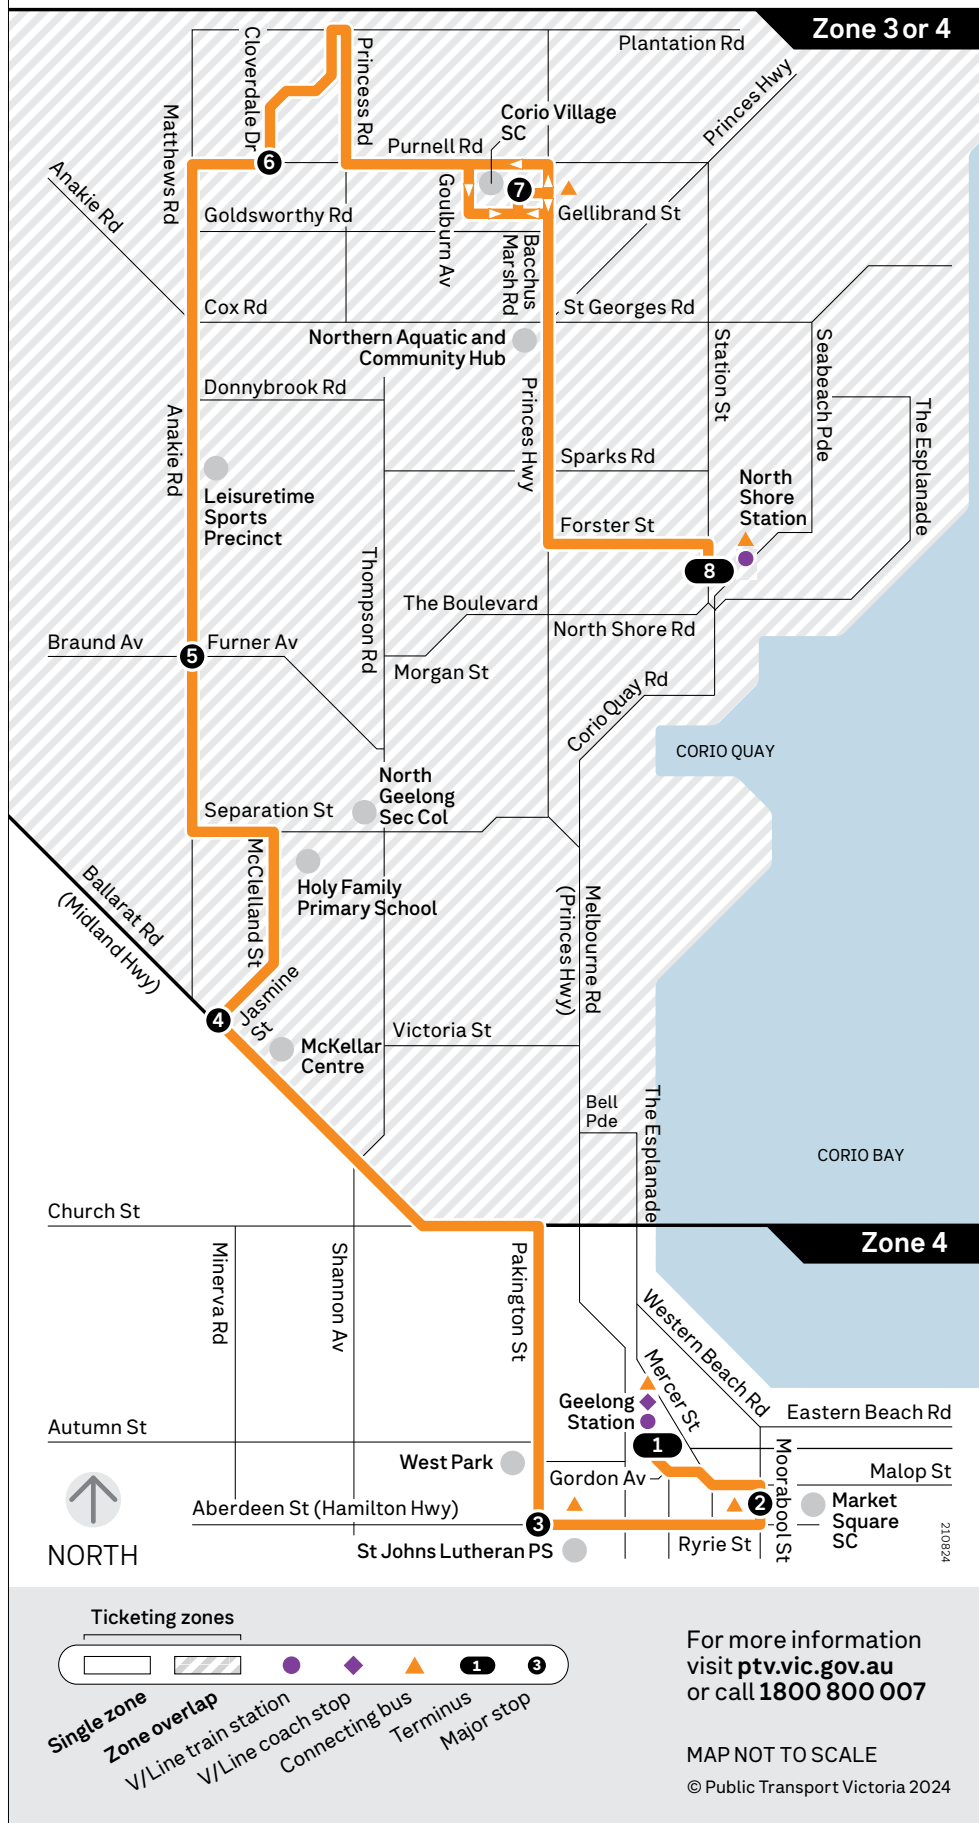 Zone 3 or 4
Plantation Rd
Cloverdale Dr
Princess Rd
Princes Hwy
Matthews Rd
Corio Village
SC
Purnell Rd
6
7
Anakie Rd
Goldsworthy Rd
Goulburn Av
Gellibrand St
Bacchus
Marsh Rd
Cox Rd
St Georges Rd
Northern Aquatic and
Community Hub
Station St
Seabeach Pde
Donnybrook Rd
Princes Hwy
The Esplanade
Anakie Rd
Sparks Rd
Leisuretime
Sports
Precinct
North
Shore
Station
Forster St
8
Thompson Rd
The Boulevard
North Shore Rd
Braund Av
5
Furner Av
Morgan St
Corio Quay Rd
CORIO QUAY
North
Geelong
Sec Col
Separation St
McClelland St
Holy Family
Primary School
Ballarat Rd
(Midland Hwy)
Melbourne Rd
(Princes Hwy)
Jasmine
St
4
Victoria St
McKellar
Centre
Bell
Pde
The Esplanade
CORIO BAY
Church St
Zone 4
Minerva Rd
Shannon Av
Pakington St
Western Beach Rd
Mercer St
Geelong
Station
1
Eastern Beach Rd
Autumn St
West Park
Gordon Av
Moorabool St
Malop St
Aberdeen St (Hamilton Hwy)
2
Market
Square
SC
3
Ryrie St
St Johns Lutheran PS
NORTH
210824
Ticketing zones
1
3
Single zone
Zone overlap
V/Line train station
V/Line coach stop
Connecting bus
Terminus
Major stop
For more information
visit ptv.vic.gov.au
or call 1800 800 007
MAP NOT TO SCALE
© Public Transport Victoria 2024